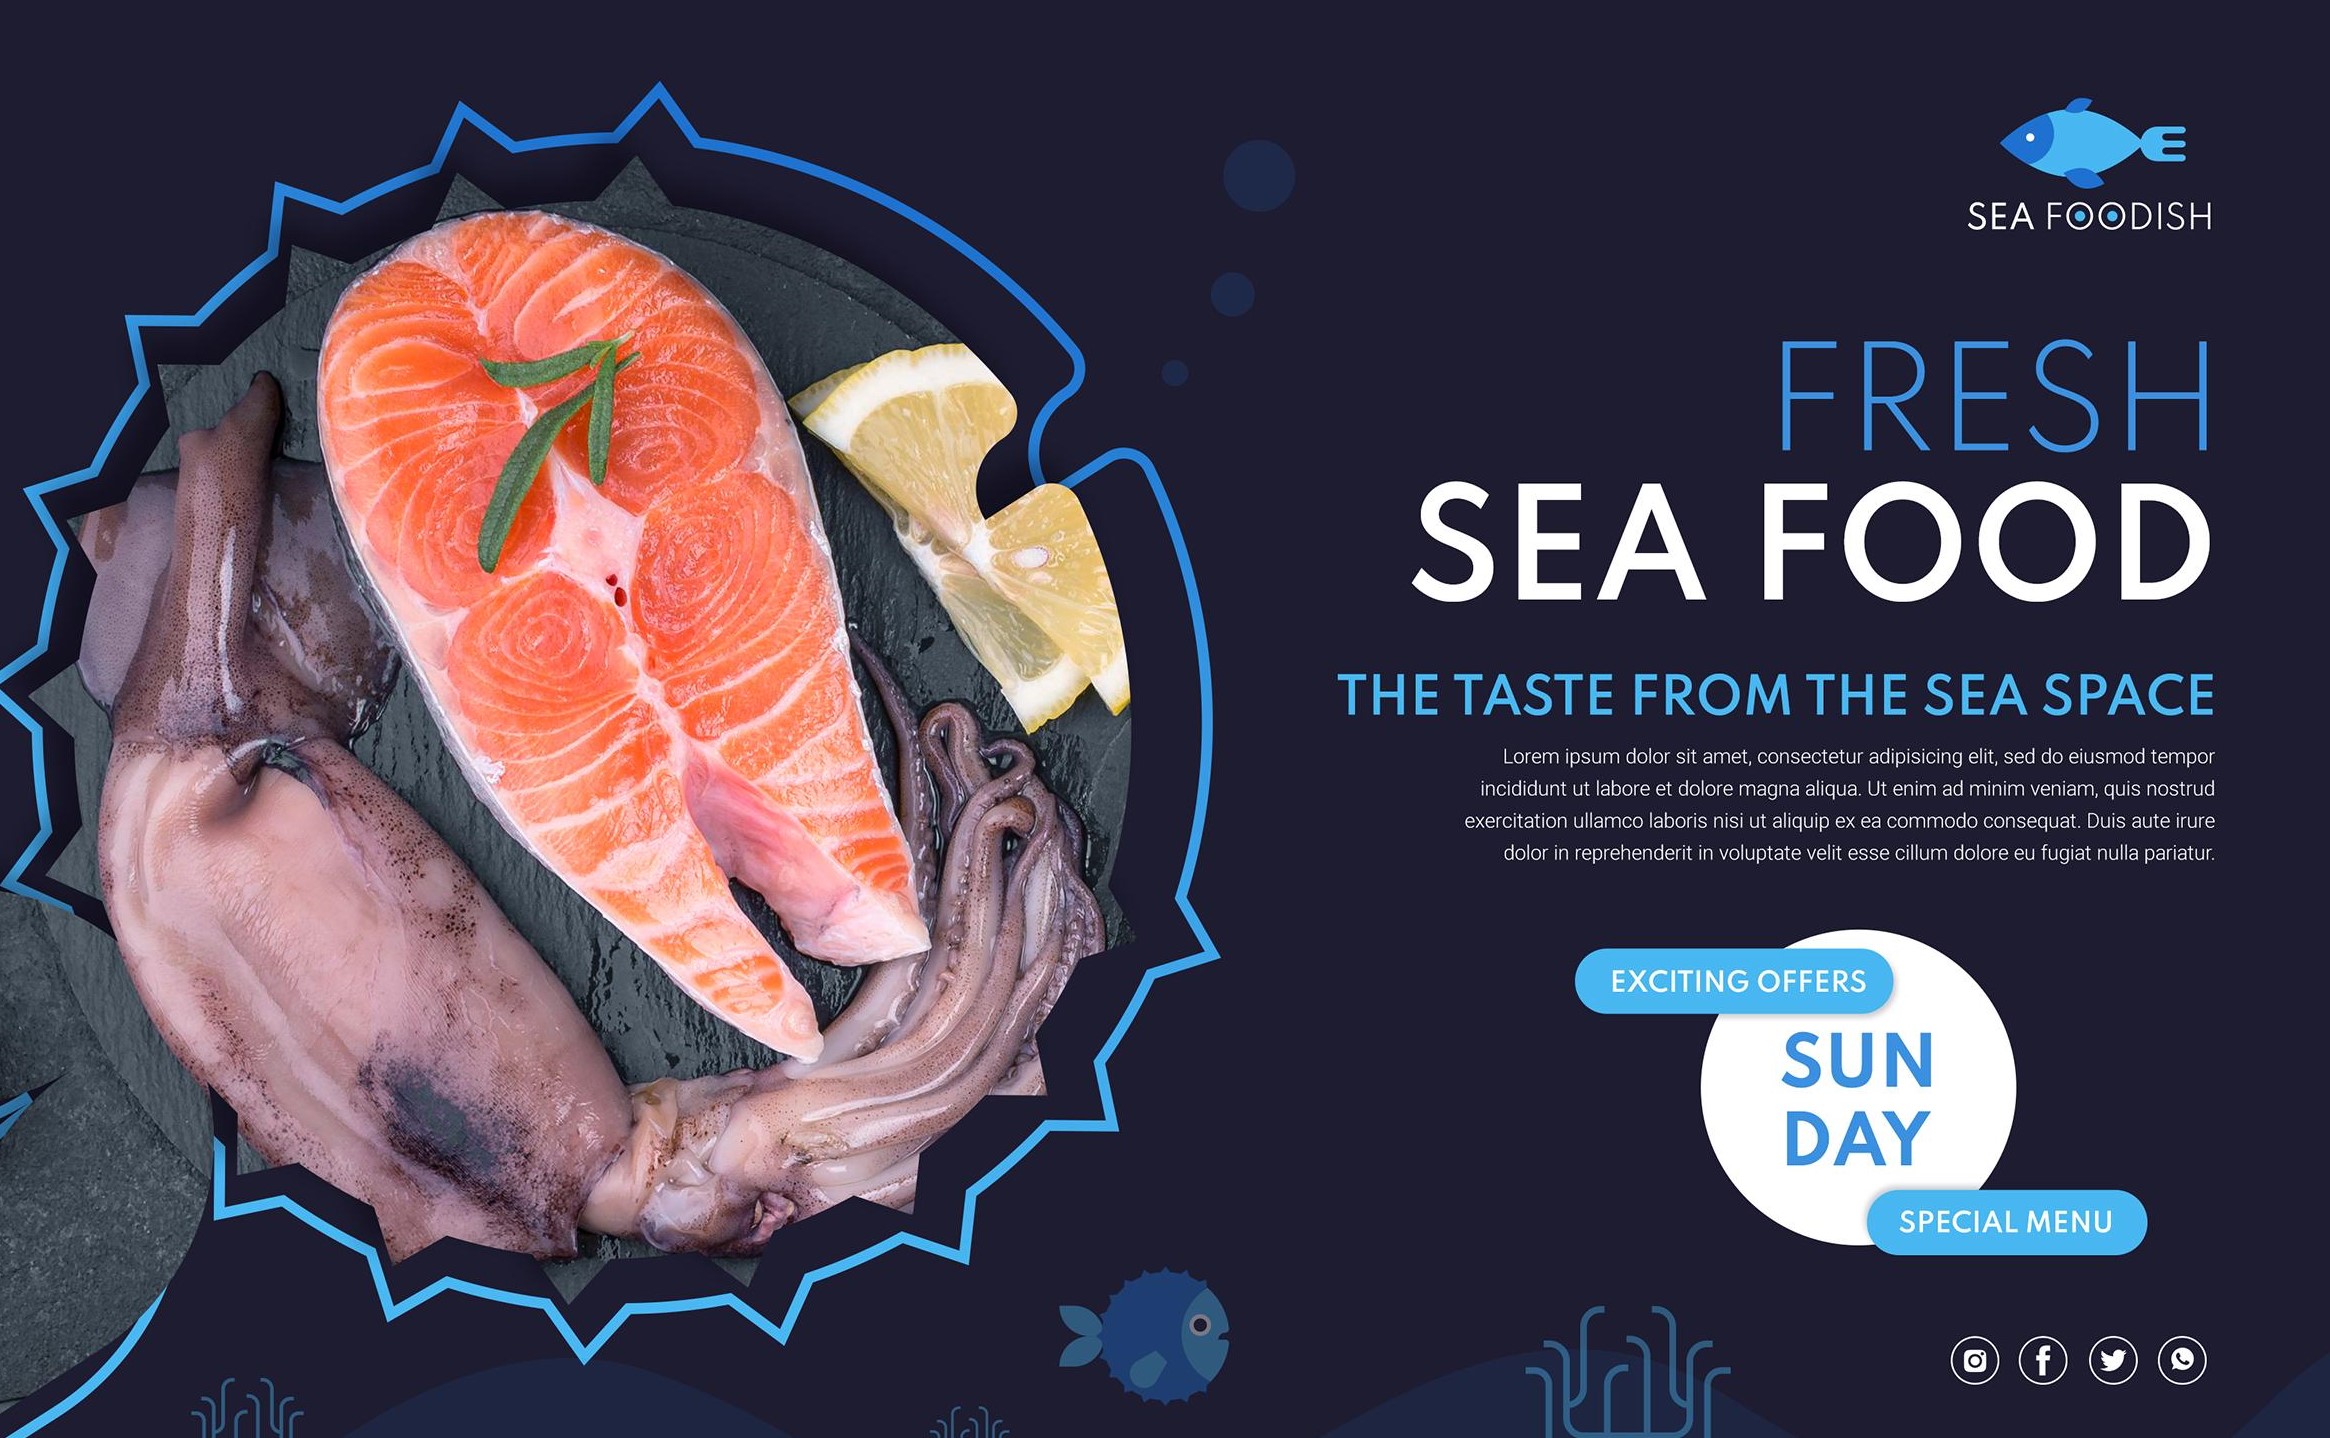 SEA FOODISH
FRESH
SEA FOOD
THE TASTE FROM THE SEA SPACE
Lorem ipsum dolor sit amet, consectetur adipisicing elit, sed do eiusmod tempor
incididunt ut labore et dolore magna aliqua. Ut enim ad minim veniam, quis nostrud
exercitation ullamco laboris nisi ut aliquip ex ea commodo consequat. Duis aute irure
dolor in reprehenderit in voluptate velit esse cillum dolore eu fugiat nulla pariatur.
EXCITING OFFERS
SUN
DAY
SPECIAL MENU